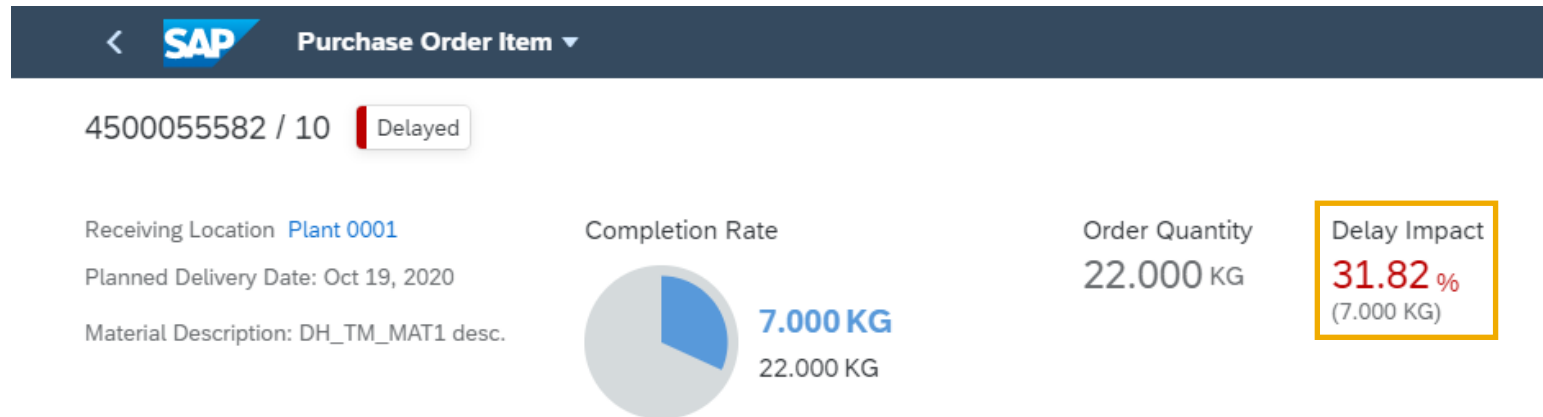 SAP Purchase Order Item
4500055582 / 10 Delayed
Receiving Location Plant 0001
Planned Delivery Date: Oct 19, 2020
Material Description: DH_TM_MAT1 desc.
Completion Rate
7.000 KG
22.000 KG
Order Quantity
22.000 KG
Delay Impact
31.82 %
(7.000 KG)